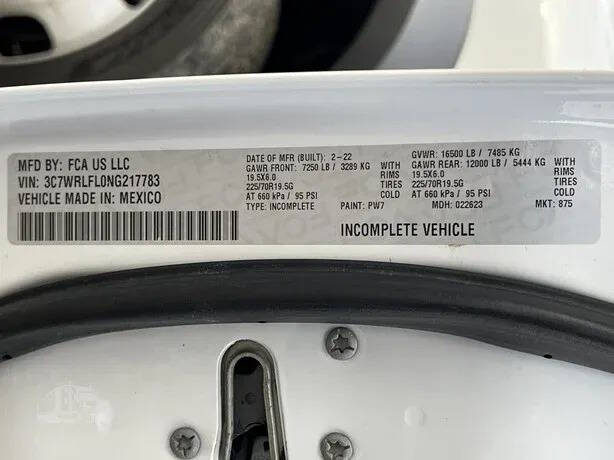 MFD BY: FCA US LLC
VIN: 3C7WRLFL0NG217783
VEHICLE MADE IN: MEXICO
DATE OF MFR (BUILT): 2-22
GAWR FRONT: 7250 LB / 3289 KG WITH
19.5X6.0 RIMS
225/70R19.5G TIRES
AT 660 kPa / 95 PSI COLD
TYPE: INCOMPLETE PAINT: PW7
GVWR: 16500 LB / 7485 KG
GAWR REAR: 12000 LB / 5444 KG WITH
19.5X6.0 RIMS
225/70R19.5G TIRES
AT 660 kPa / 95 PSI COLD
MDH: 022623 MKT: 875
INCOMPLETE VEHICLE